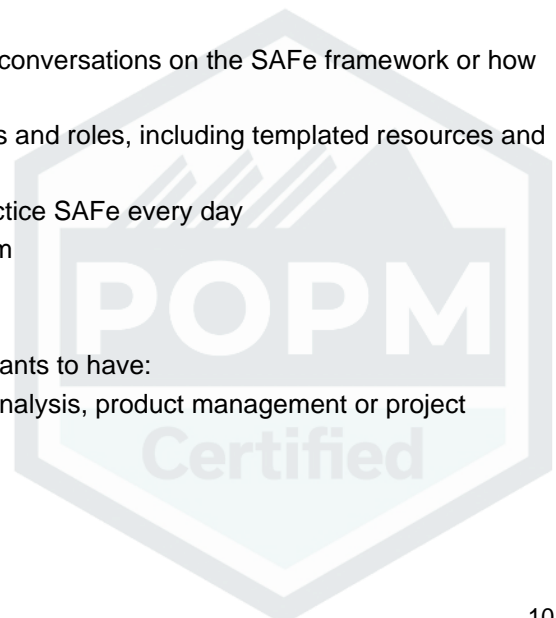 conversations on the SAFe framework or how
s and roles, including templated resources and
ctice SAFe every day
m
POPM
ants to have:
nalysis, product management or project
Certified
10